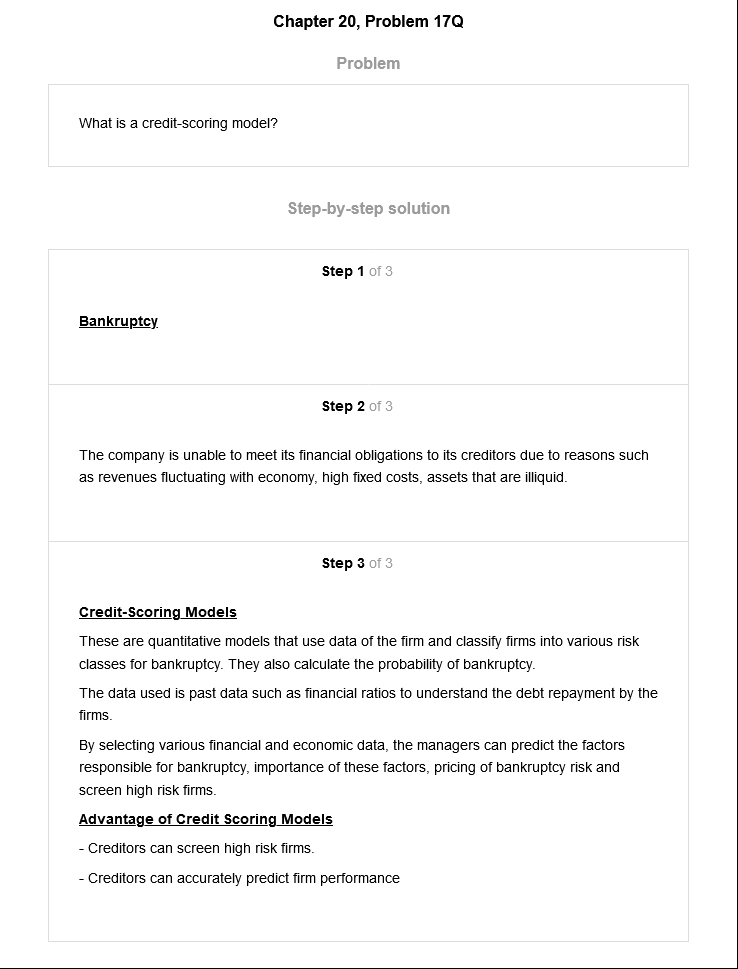 Chapter 20, Problem 17Q
Problem
What is a credit-scoring model?
Step-by-step solution
Step 1 of 3
Bankruptcy
Step 2 of 3
The company is unable to meet its financial obligations to its creditors due to reasons such
as revenues fluctuating with economy, high fixed costs, assets that are illiquid.
Step 3 of 3
Credit-Scoring Models
These are quantitative models that use data of the firm and classify firms into various risk
classes for bankruptcy. They also calculate the probability of bankruptcy.
The data used is past data such as financial ratios to understand the debt repayment by the
firms.
By selecting various financial and economic data, the managers can predict the factors
responsible for bankruptcy, importance of these factors, pricing of bankruptcy risk and
screen high risk firms.
Advantage of Credit Scoring Models
- Creditors can screen high risk firms.
- Creditors can accurately predict firm performance